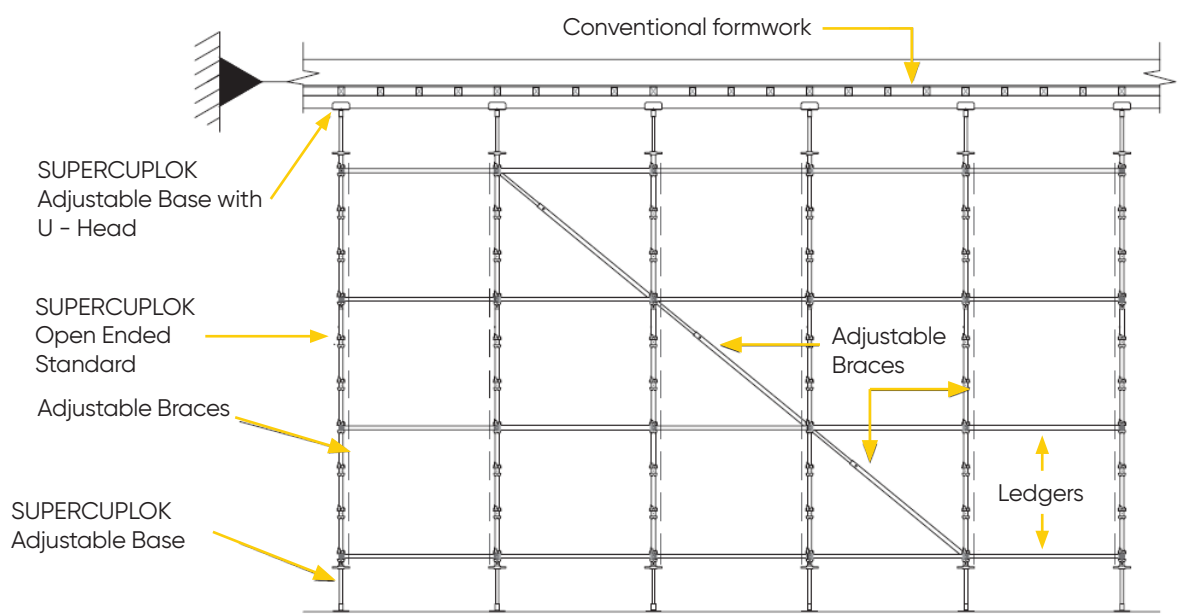 Conventional formwork
SUPERCUPLOK
Adjustable Base with
U - Head
SUPERCUPLOK
Open Ended
Standard
Adjustable
Braces
Adjustable Braces
Ledgers
SUPERCUPLOK
Adjustable Base